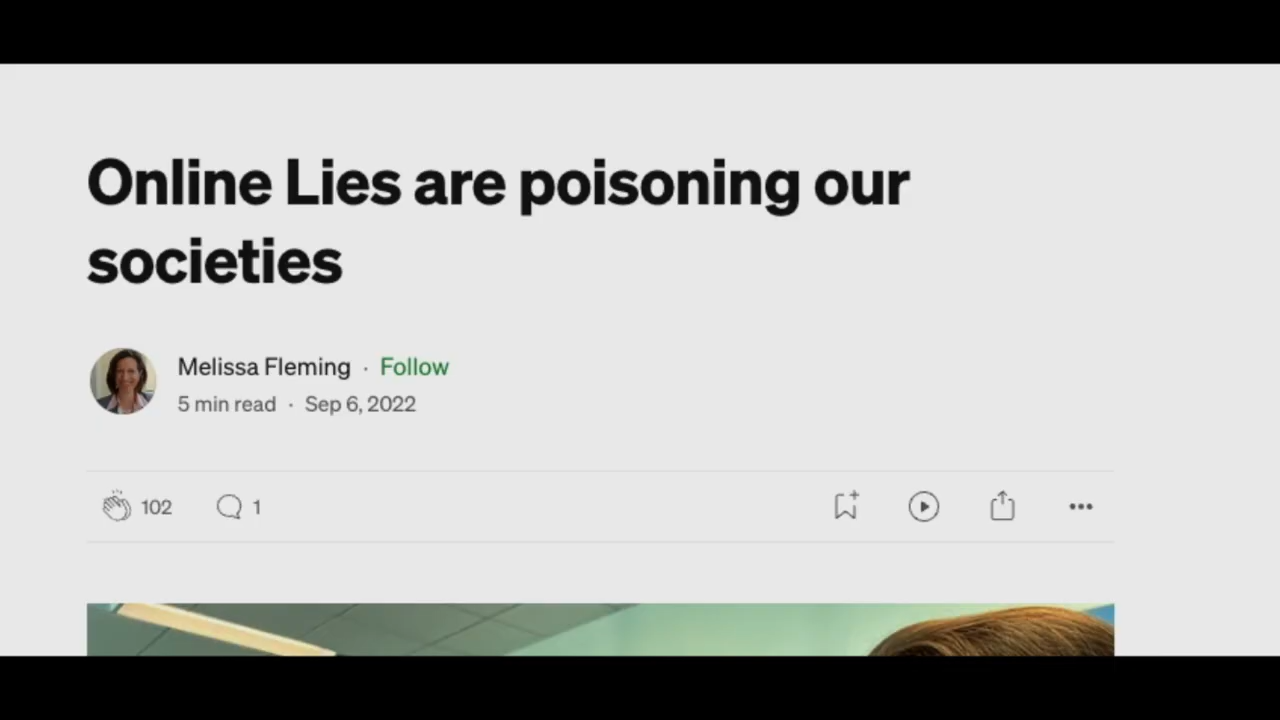 Online Lies are poisoning our
societies
Melissa Fleming · Follow
5 min read · Sep 6, 2022
102 1